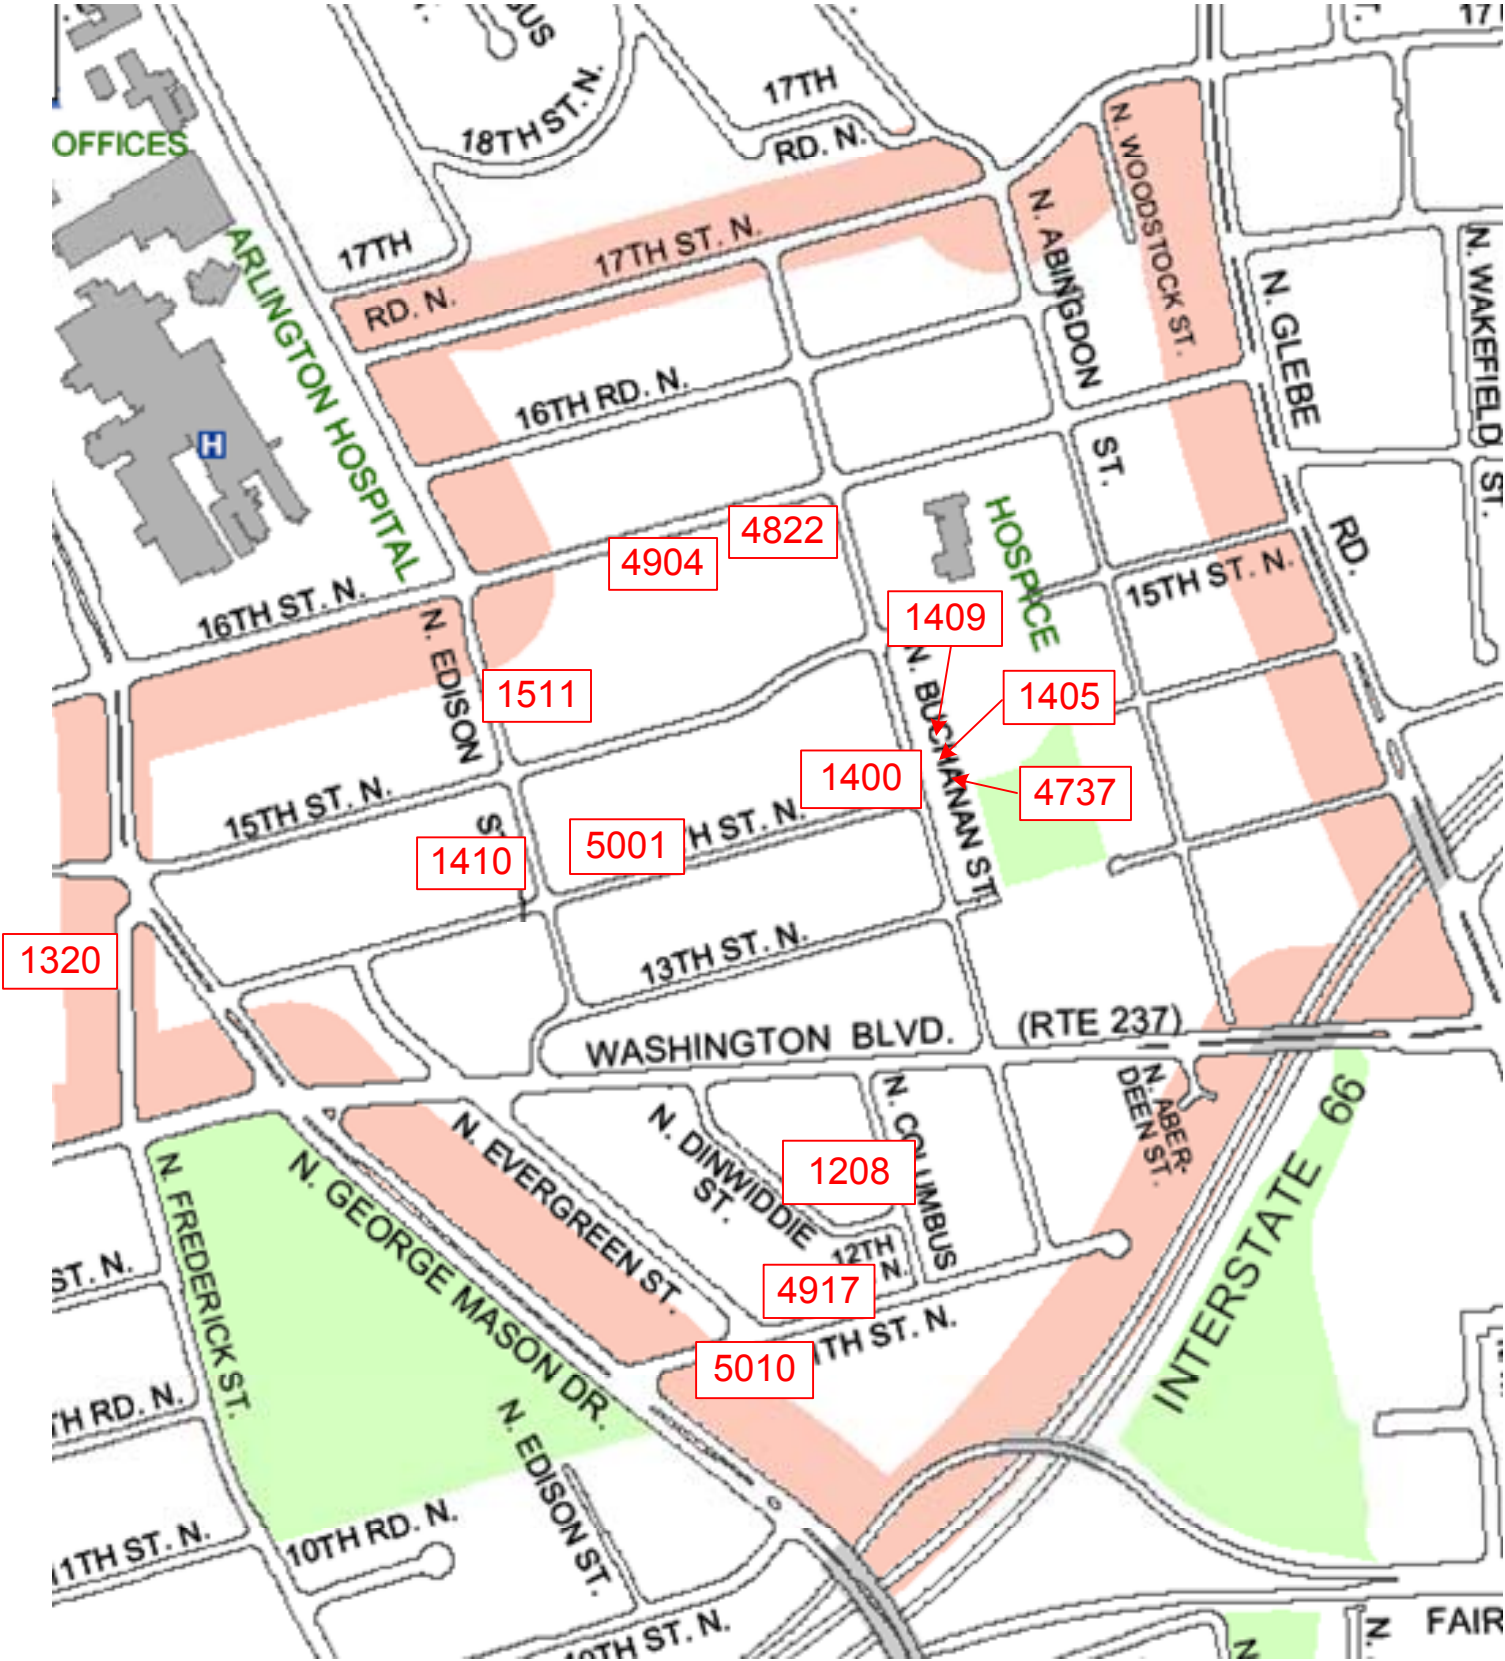 17TH
18TH ST. N.
RD. N.
OFFICES
N. WOODSTOCK ST.
17TH
17TH ST. N.
RD. N.
N. ABINGDON
ST.
N. GLEBE
RD.
N. WAKEFIELD
ST.
ARLINGTON HOSPITAL
H
16TH RD. N.
4822
4904
HOSPICE
15TH ST. N.
16TH ST. N.
1409
N. EDISON
1511
1405
N. BUCHANAN ST.
1400
4737
15TH ST. N.
H ST. N.
5001
1410
1320
13TH ST. N.
WASHINGTON BLVD.
(RTE 237)
N. ABER-
DEEN ST.
N. COLUMBUS
N. DINWIDDIE
ST.
N. EVERGREEN ST.
1208
12TH
N.
4917
1TH ST. N.
5010
INTERSTATE 66
N. FREDERICK ST.
N. GEORGE MASON DR.
ST. N.
TH RD. N.
N. EDISON ST.
10TH RD. N.
11TH ST. N.
10TH ST. N.
N.
N.
FAIR